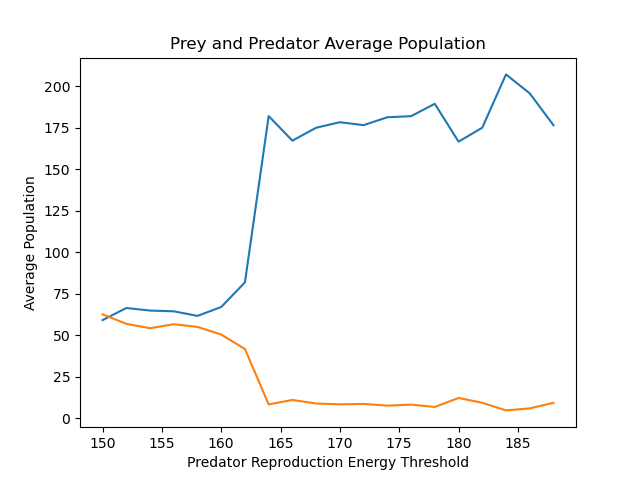 Prey and Predator Average Population
Average Population
200
175
150
125
100
75
50
25
0
150 155 160 165 170 175 180 185
Predator Reproduction Energy Threshold